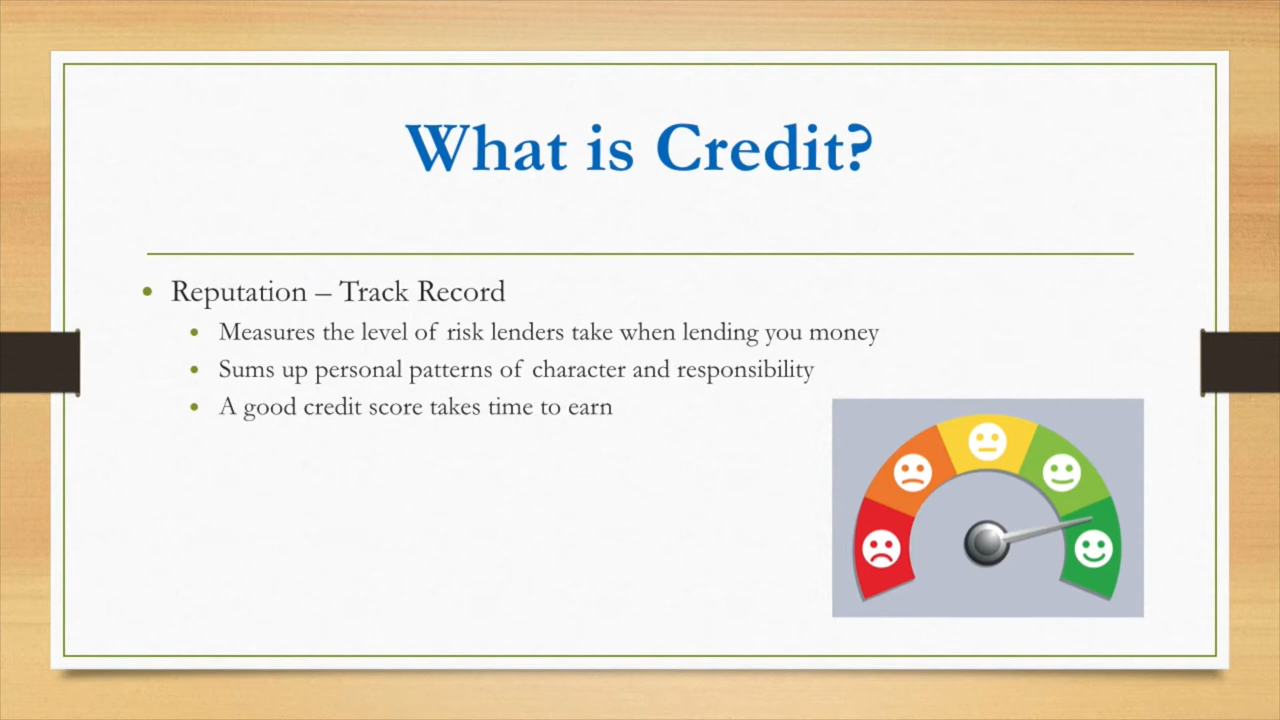 What is Credit?
• Reputation – Track Record
• Measures the level of risk lenders take when lending you money
• Sums up personal patterns of character and responsibility
• A good credit score takes time to earn